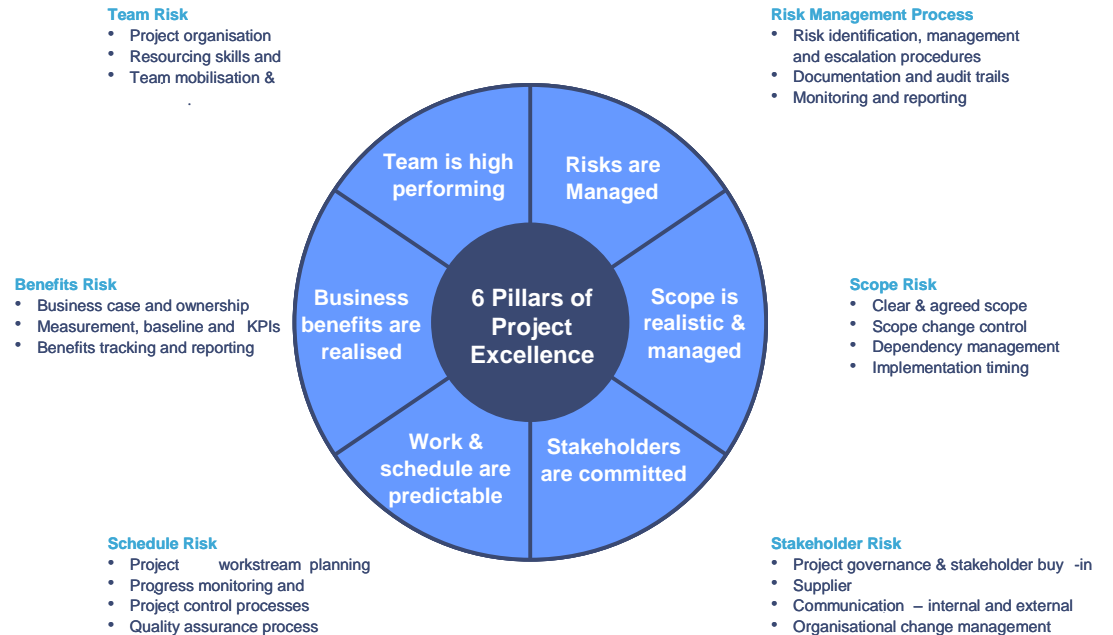 Team Risk
• Project organisation
• Resourcing skills and
• Team mobilisation &
Risk Management Process
• Risk identification, management
and escalation procedures
• Documentation and audit trails
• Monitoring and reporting
Team is high
performing
Risks are
Managed
Benefits Risk
• Business case and ownership
• Measurement, baseline and KPIs
• Benefits tracking and reporting
Business
benefits are
realised
6 Pillars of
Project
Excellence
Scope is
realistic &
managed
Scope Risk
• Clear & agreed scope
• Scope change control
• Dependency management
• Implementation timing
Work &
schedule are
predictable
Stakeholders
are committed
Schedule Risk
• Project workstream planning
• Progress monitoring and
• Project control processes
• Quality assurance process
Stakeholder Risk
• Project governance & stakeholder buy -in
• Supplier
• Communication – internal and external
• Organisational change management